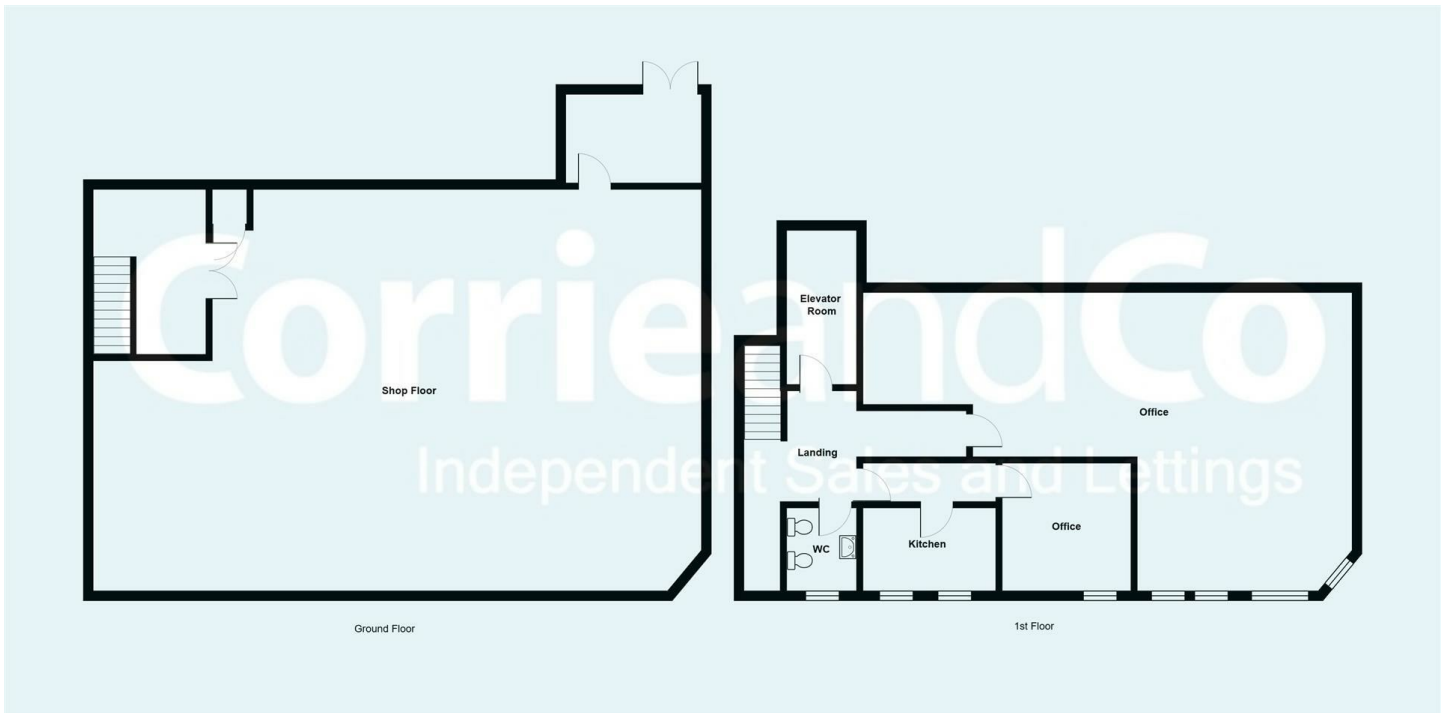 CorrieandCo
Independent Sales and Lettings
Shop Floor
Ground Floor
Elevator
Room
Office
Landing
Office
WC
Kitchen
1st Floor